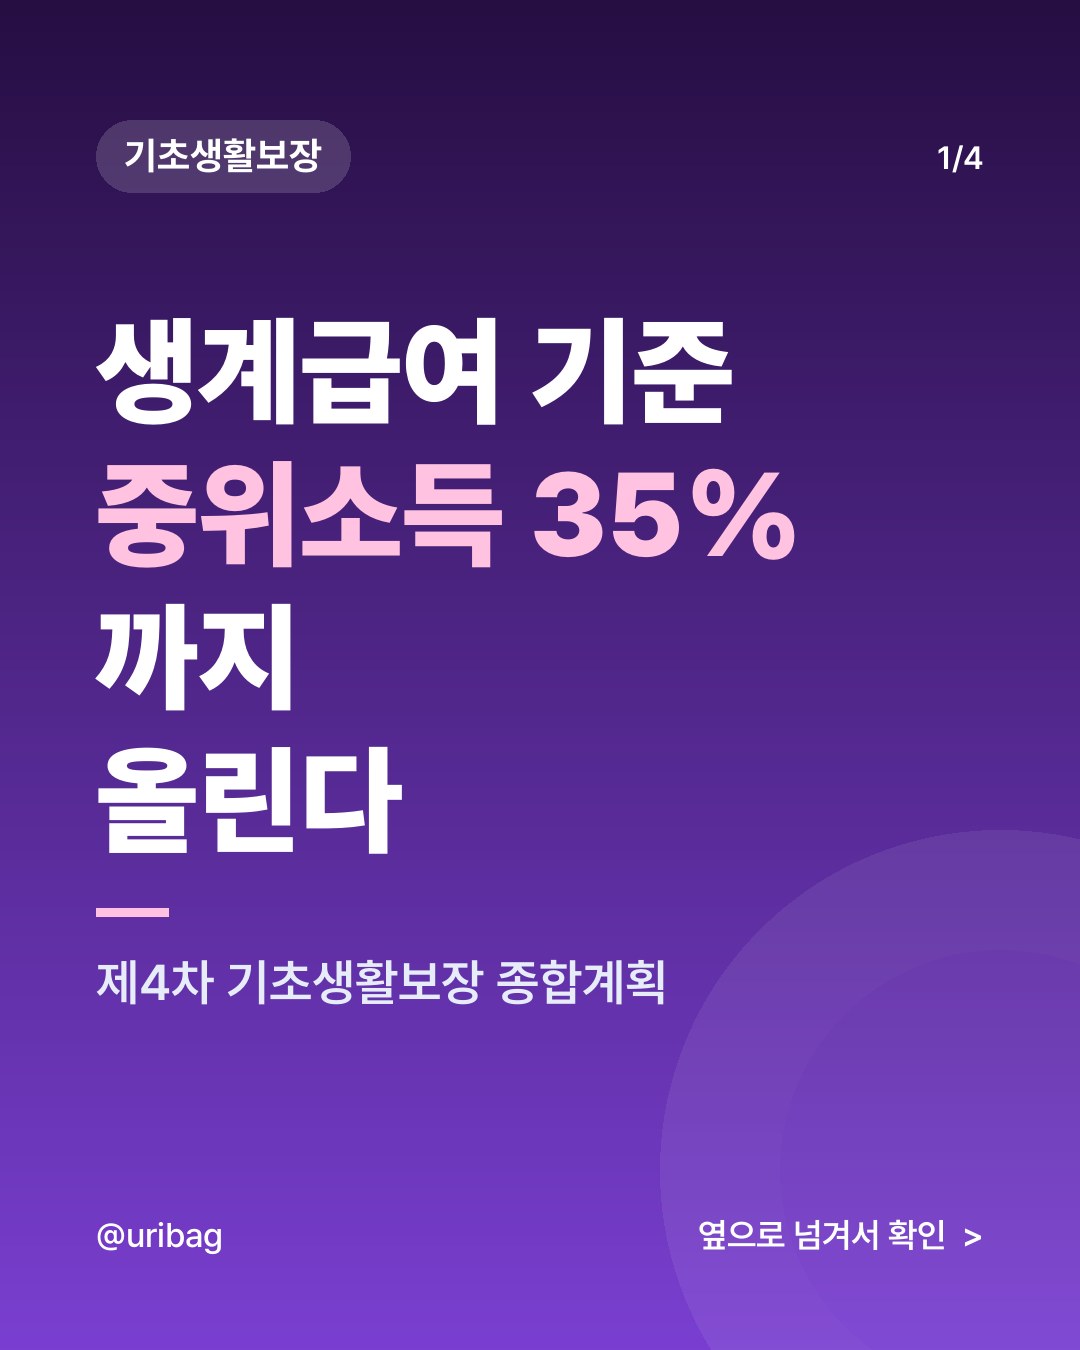 기초생활보장
1/4
생계급여 기준
중위소득 35%
까지
올린다
제4차 기초생활보장 종합계획
@uribag
옆으로 넘겨서 확인 >